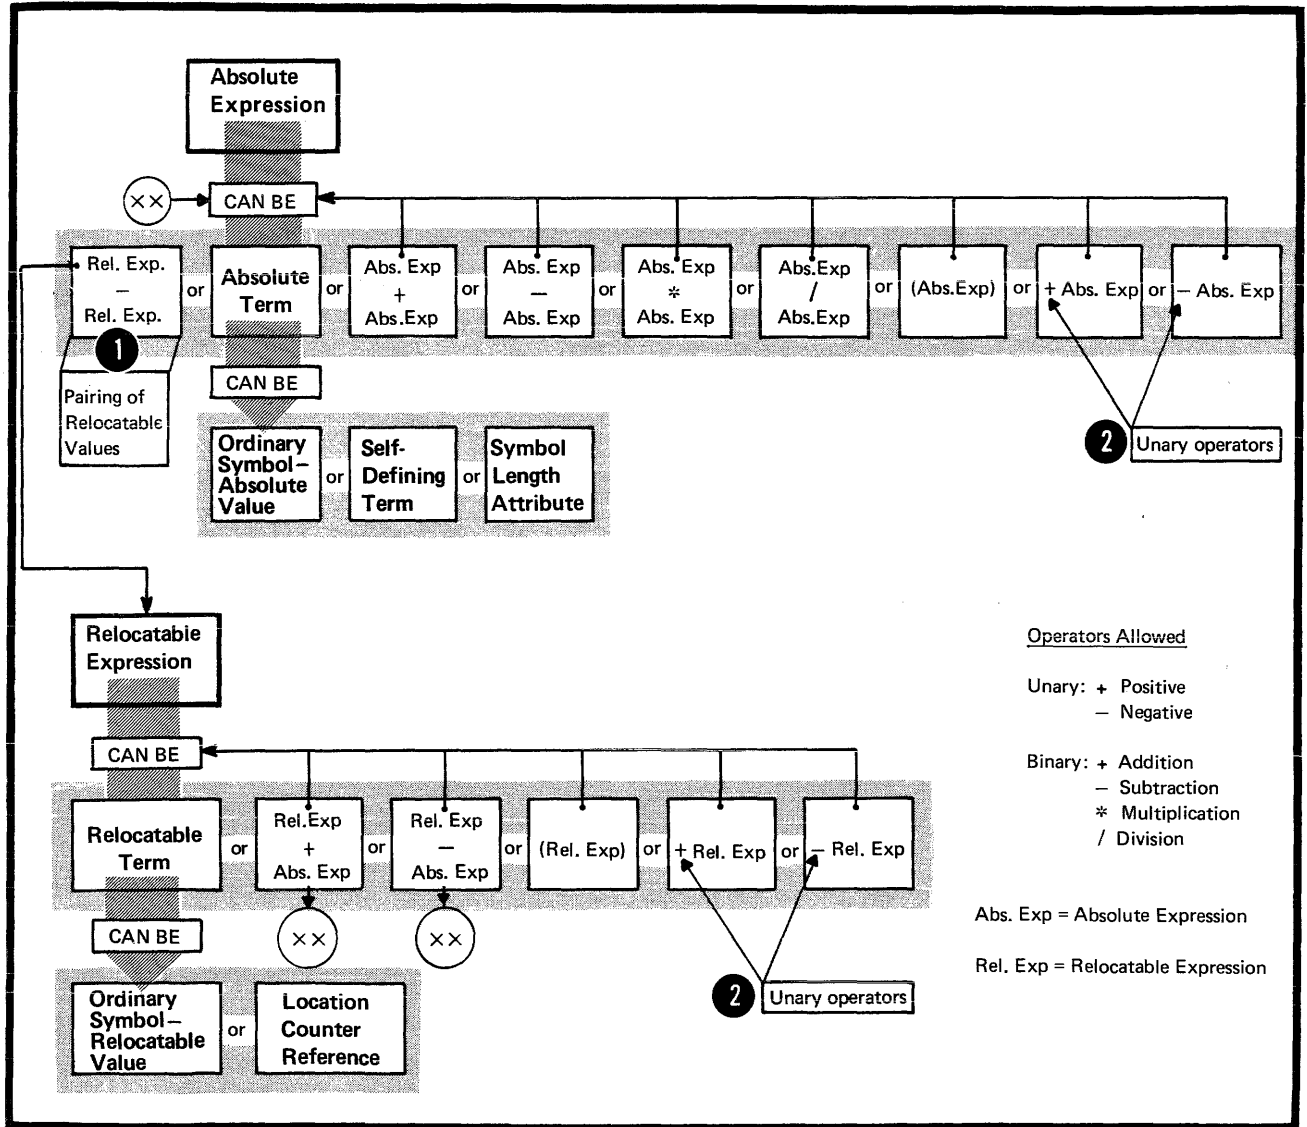 Absolute
Expression
××
CAN BE
Rel. Exp.
−
Rel. Exp.
or
Absolute
Term
or
Abs. Exp
+
Abs.Exp
or
Abs. Exp
−
Abs. Exp
or
Abs. Exp
*
Abs. Exp
or
Abs.Exp
/
Abs.Exp
or
(Abs.Exp)
or
+ Abs. Exp
or
− Abs. Exp
1
Pairing of
Relocatable
Values
CAN BE
Ordinary
Symbol−
Absolute
Value
or
Self-
Defining
Term
or
Symbol
Length
Attribute
2
Unary operators
Relocatable
Expression
CAN BE
Relocatable
Term
or
Rel.Exp
+
Abs. Exp
or
Rel. Exp
−
Abs. Exp
or
(Rel. Exp)
or
+ Rel. Exp
or
− Rel. Exp
××
××
CAN BE
Ordinary
Symbol−
Relocatable
Value
or
Location
Counter
Reference
2
Unary operators
Operators Allowed
Unary: + Positive
− Negative
Binary: + Addition
− Subtraction
* Multiplication
/ Division
Abs. Exp = Absolute Expression
Rel. Exp = Relocatable Expression